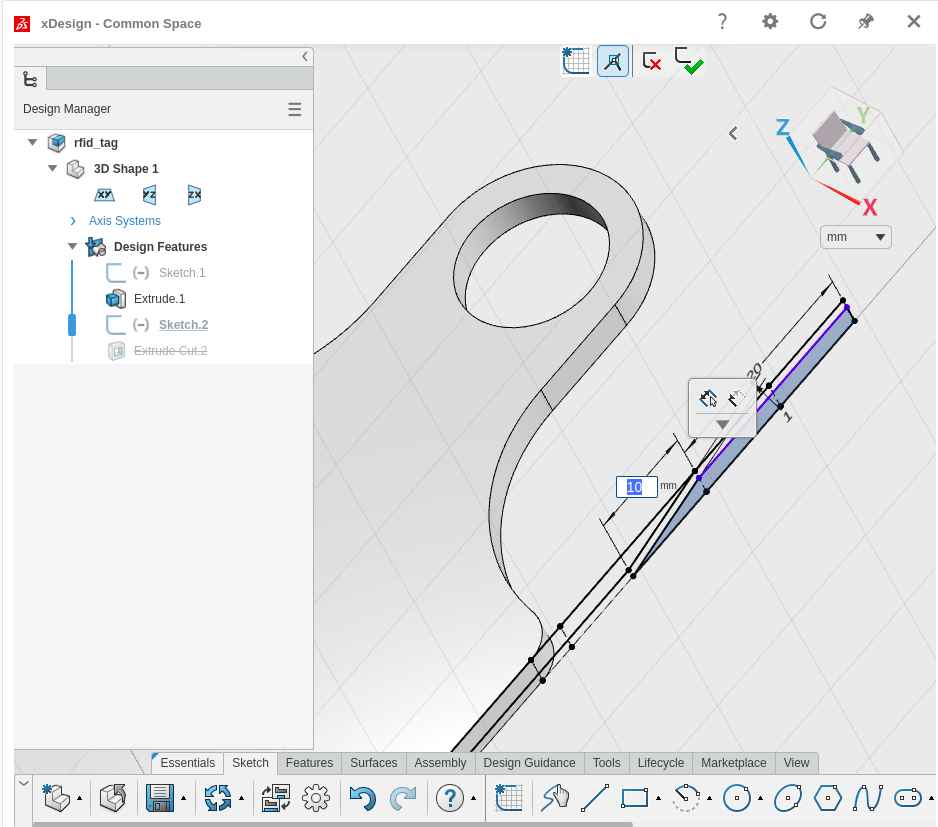 xDesign - Common Space
?
Design Manager
rfid_tag
3D Shape 1
XY YZ ZX
Axis Systems
Design Features
(-) Sketch.1
Extrude.1
(-) Sketch.2
Extrude Cut.2
Z
Y
X
mm
20
1
10 mm
Essentials Sketch Features Surfaces Assembly Design Guidance Tools Lifecycle Marketplace View
?